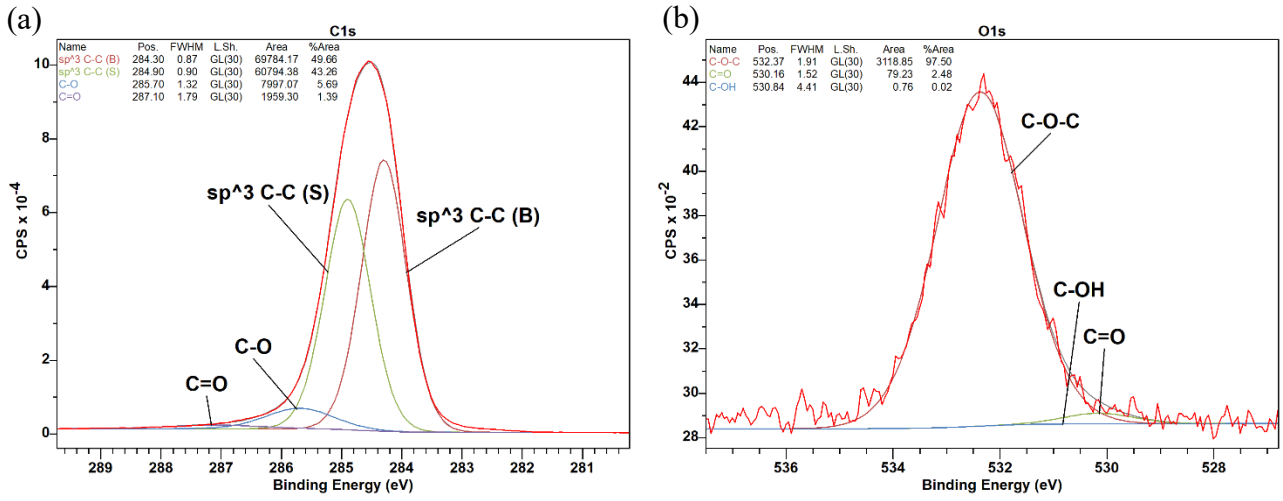 (a)
C1s
Name Pos. FWHM L.Sh. Area %Area
sp^3 C-C (B) 284.30 0.87 GL(30) 69784.17 49.66
sp^3 C-C (S) 284.90 0.90 GL(30) 60794.38 43.26
C-O 285.70 1.32 GL(30) 7997.07 5.69
C=O 287.10 1.79 GL(30) 1959.30 1.39
10
8
6
4
2
0
CPS x 10^-4
sp^3 C-C (S)
sp^3 C-C (B)
C-O
C=O
289 288 287 286 285 284 283 282 281
Binding Energy (eV)
(b)
O1s
Name Pos. FWHM L.Sh. Area %Area
C-O-C 532.37 1.91 GL(30) 3118.85 97.50
C=O 530.16 1.52 GL(30) 79.23 2.48
C-OH 530.84 4.41 GL(30) 0.76 0.02
44
42
40
38
36
34
32
30
28
CPS x 10^-2
C-O-C
C-OH
C=O
536 534 532 530 528
Binding Energy (eV)